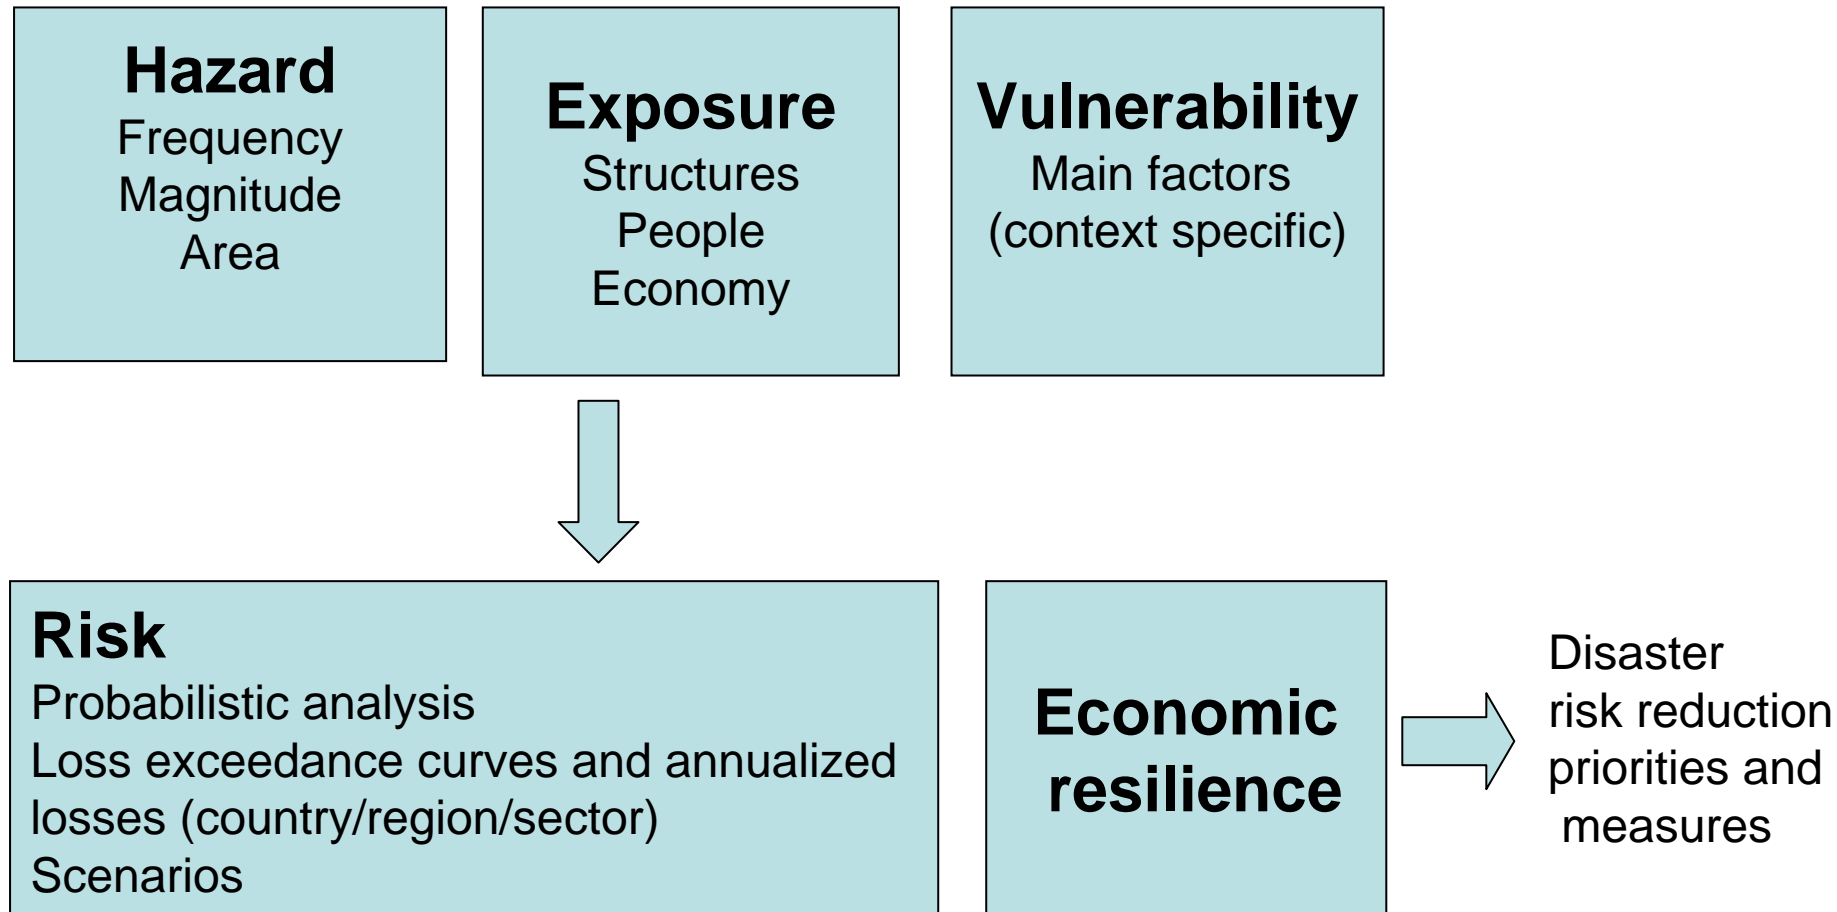 Hazard
Frequency
Magnitude
Area
Exposure
Structures
People
Economy
Vulnerability
Main factors
(context specific)
Risk
Probabilistic analysis
Loss exceedance curves and annualized
losses (country/region/sector)
Scenarios
Economic
resilience
Disaster
risk reduction
priorities and
measures